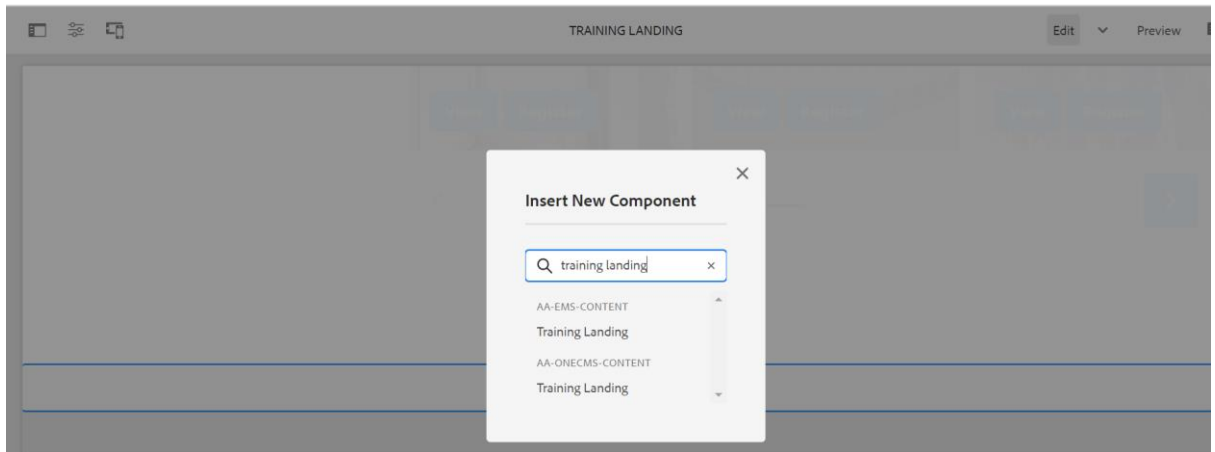 TRAINING LANDING
Edit
Preview
Insert New Component
training landing
AA-EMS-CONTENT
Training Landing
AA-ONECMS-CONTENT
Training Landing